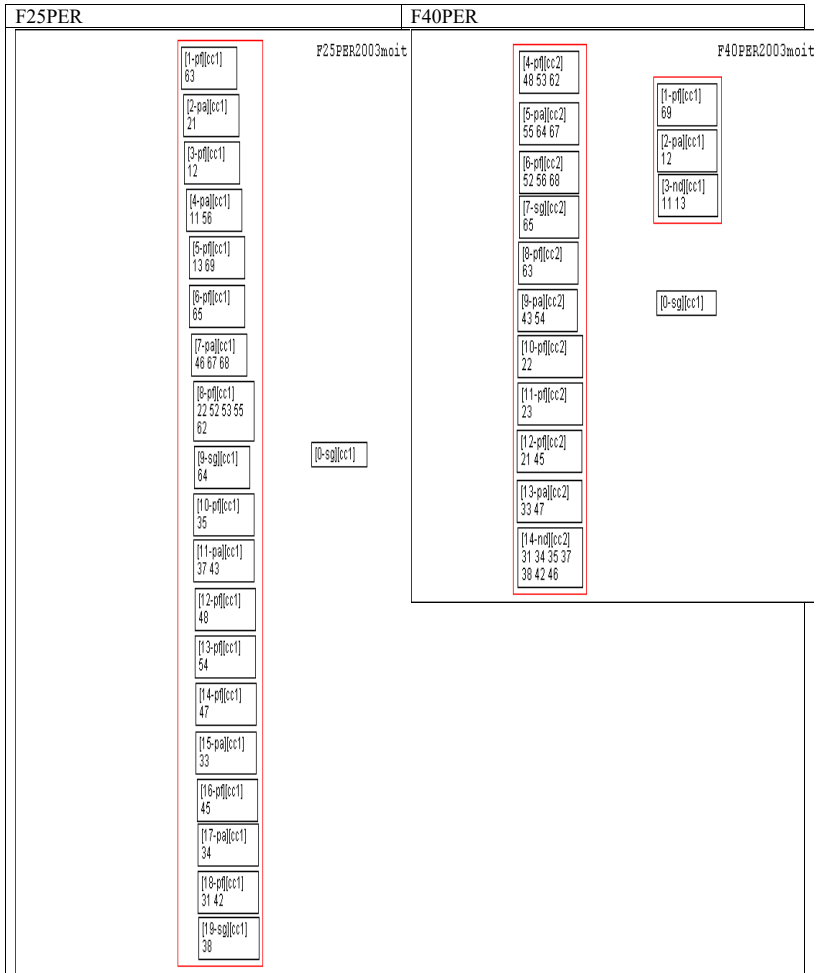 F25PER
F40PER
F25PER2003moit
[1-pf][cc1]
63
[2-pa][cc1]
21
[3-pf][cc1]
12
[4-pa][cc1]
11 56
[5-pf][cc1]
13 69
[6-pf][cc1]
65
[7-pa][cc1]
46 67 68
[8-pf][cc1]
22 52 53 55
62
[9-sg][cc1]
64
[10-pf][cc1]
35
[11-pa][cc1]
37 43
[12-pf][cc1]
48
[13-pf][cc1]
54
[14-pf][cc1]
47
[15-pa][cc1]
33
[16-pf][cc1]
45
[17-pa][cc1]
34
[18-pf][cc1]
31 42
[19-sg][cc1]
38
[0-sg][cc1]
F40PER2003moit
[4-pf][cc2]
48 53 62
[5-pa][cc2]
55 64 67
[6-pf][cc2]
52 56 68
[7-sg][cc2]
65
[8-pf][cc2]
63
[9-pa][cc2]
43 54
[10-pf][cc2]
22
[11-pf][cc2]
23
[12-pf][cc2]
21 45
[13-pa][cc2]
33 47
[14-nd][cc2]
31 34 35 37
38 42 46
[1-pf][cc1]
69
[2-pa][cc1]
12
[3-nd][cc1]
11 13
[0-sg][cc1]